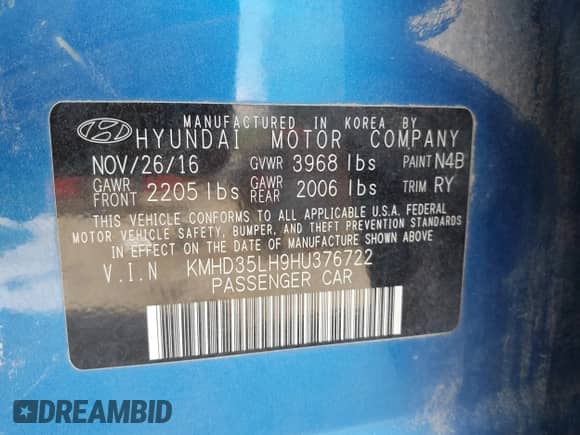 MANUFACTURED IN KOREA BY
HYUNDAI MOTOR COMPANY
NOV/26/16 GVWR 3968 lbs PAINT N4B
GAWR FRONT 2205 lbs GAWR REAR 2006 lbs TRIM RY
THIS VEHICLE CONFORMS TO ALL APPLICABLE U.S.A. FEDERAL
MOTOR VEHICLE SAFETY, BUMPER, AND THEFT PREVENTION STANDARDS
IN EFFECT ON THE DATE OF MANUFACTURE SHOWN ABOVE.
V.I.N KMHD35LH9HU376722
PASSENGER CAR
DREAMBID